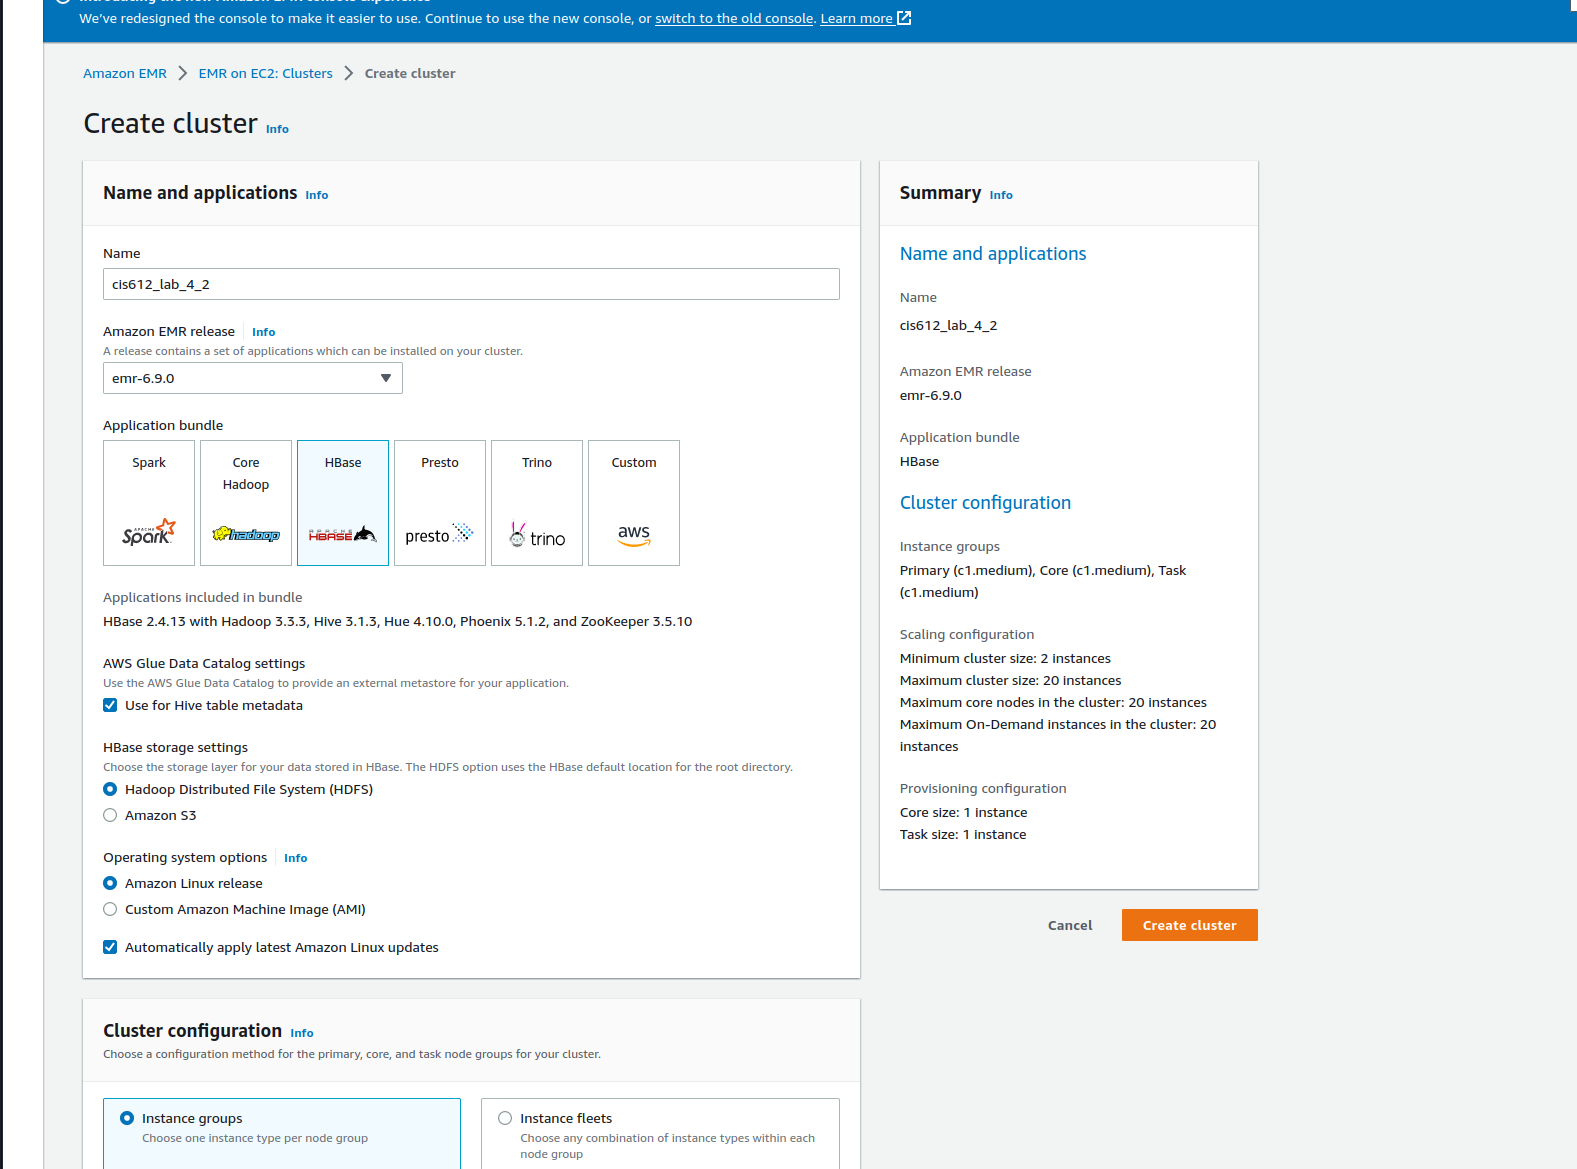 We've redesigned the console to make it easier to use. Continue to use the new console, or switch to the old console. Learn more
Amazon EMR
EMR on EC2: Clusters
Create cluster
Create cluster Info
Name and applications Info
Name
cis612_lab_4_2
Amazon EMR release
Info
A release contains a set of applications which can be installed on your cluster.
emr-6.9.0
Application bundle
Spark
APACHE
Spark
Core
Hadoop
hadoop
HBase
APACHE
HBASE
Presto
presto
Trino
trino
Custom
aws
Applications included in bundle
HBase 2.4.13 with Hadoop 3.3.3, Hive 3.1.3, Hue 4.10.0, Phoenix 5.1.2, and ZooKeeper 3.5.10
AWS Glue Data Catalog settings
Use the AWS Glue Data Catalog to provide an external metastore for your application.
Use for Hive table metadata
HBase storage settings
Choose the storage layer for your data stored in HBase. The HDFS option uses the HBase default location for the root directory.
Hadoop Distributed File System (HDFS)
Amazon S3
Operating system options
Info
Amazon Linux release
Custom Amazon Machine Image (AMI)
Automatically apply latest Amazon Linux updates
Cluster configuration Info
Choose a configuration method for the primary, core, and task node groups for your cluster.
Instance groups
Choose one instance type per node group
Instance fleets
Choose any combination of instance types within each
node group
Summary Info
Name and applications
Name
cis612_lab_4_2
Amazon EMR release
emr-6.9.0
Application bundle
HBase
Cluster configuration
Instance groups
Primary (c1.medium), Core (c1.medium), Task
(c1.medium)
Scaling configuration
Minimum cluster size: 2 instances
Maximum cluster size: 20 instances
Maximum core nodes in the cluster: 20 instances
Maximum On-Demand instances in the cluster: 20
instances
Provisioning configuration
Core size: 1 instance
Task size: 1 instance
Cancel
Create cluster